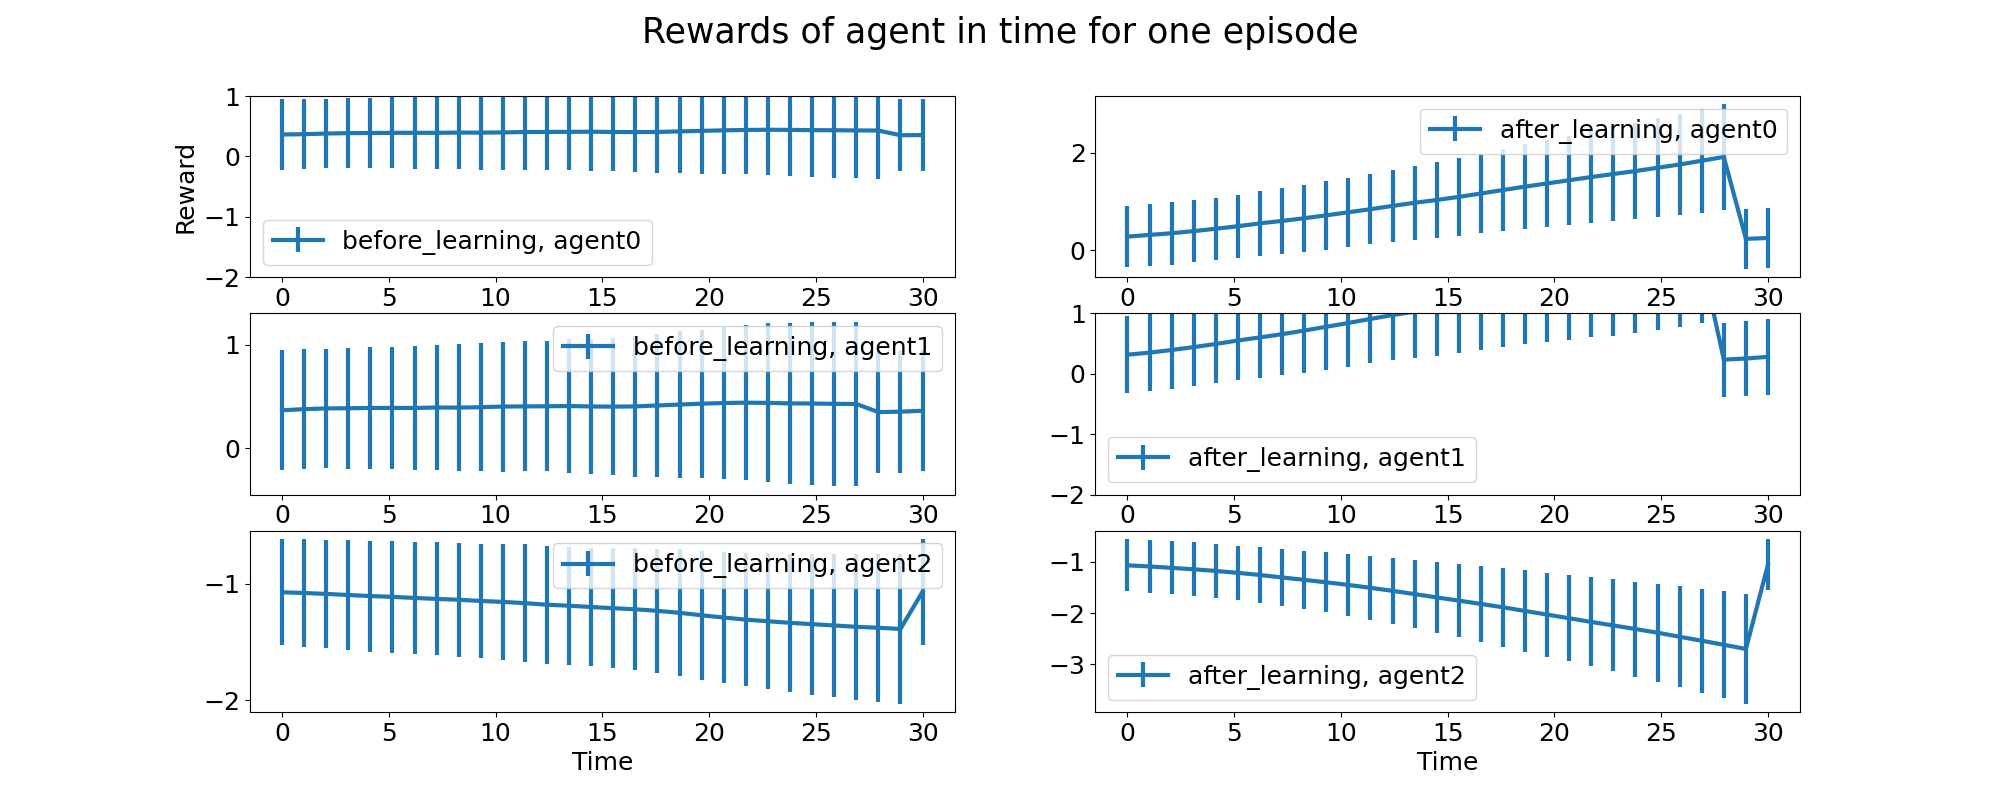 Rewards of agent in time for one episode
Reward
1
0
−1
−2
before_learning, agent0
0 5 10 15 20 25 30
2
0
after_learning, agent0
0 5 10 15 20 25 30
1
0
before_learning, agent1
0 5 10 15 20 25 30
1
0
−1
−2
after_learning, agent1
0 5 10 15 20 25 30
−1
−2
before_learning, agent2
0 5 10 15 20 25 30
Time
−1
−2
−3
after_learning, agent2
0 5 10 15 20 25 30
Time